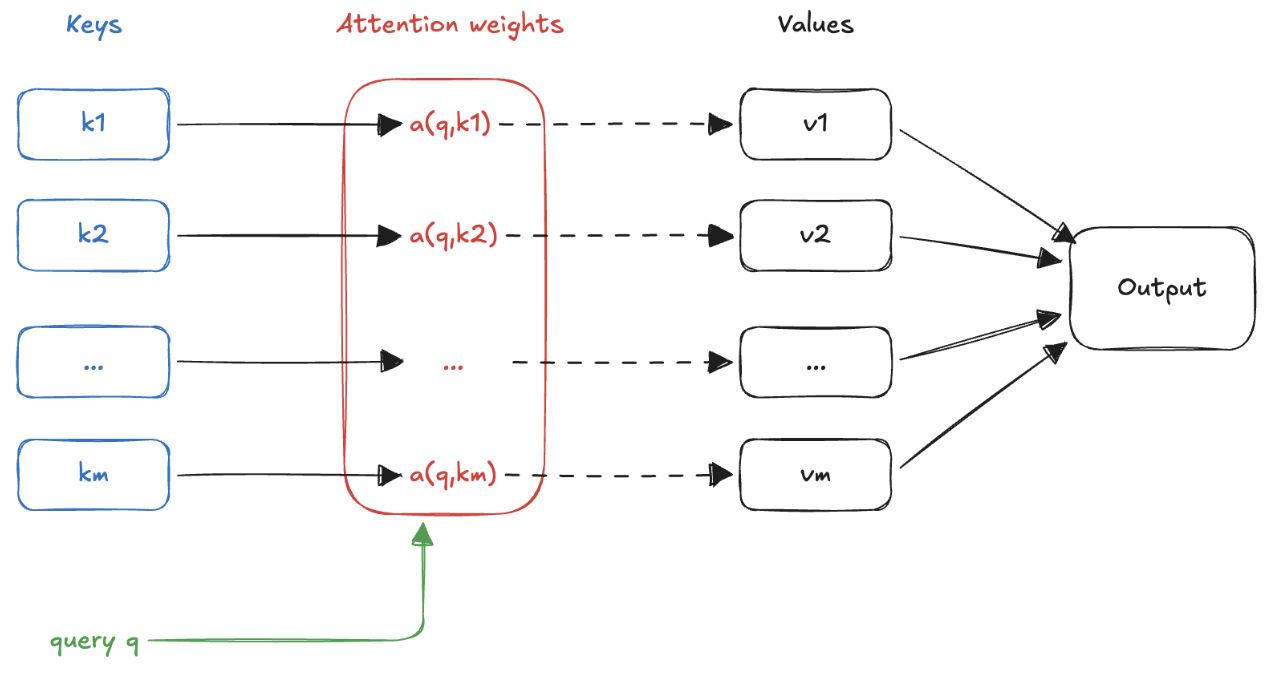 Keys
Attention weights
Values
k1
a(q,k1)
v1
k2
a(q,k2)
v2
Output
...
...
...
km
a(q,km)
vm
query q